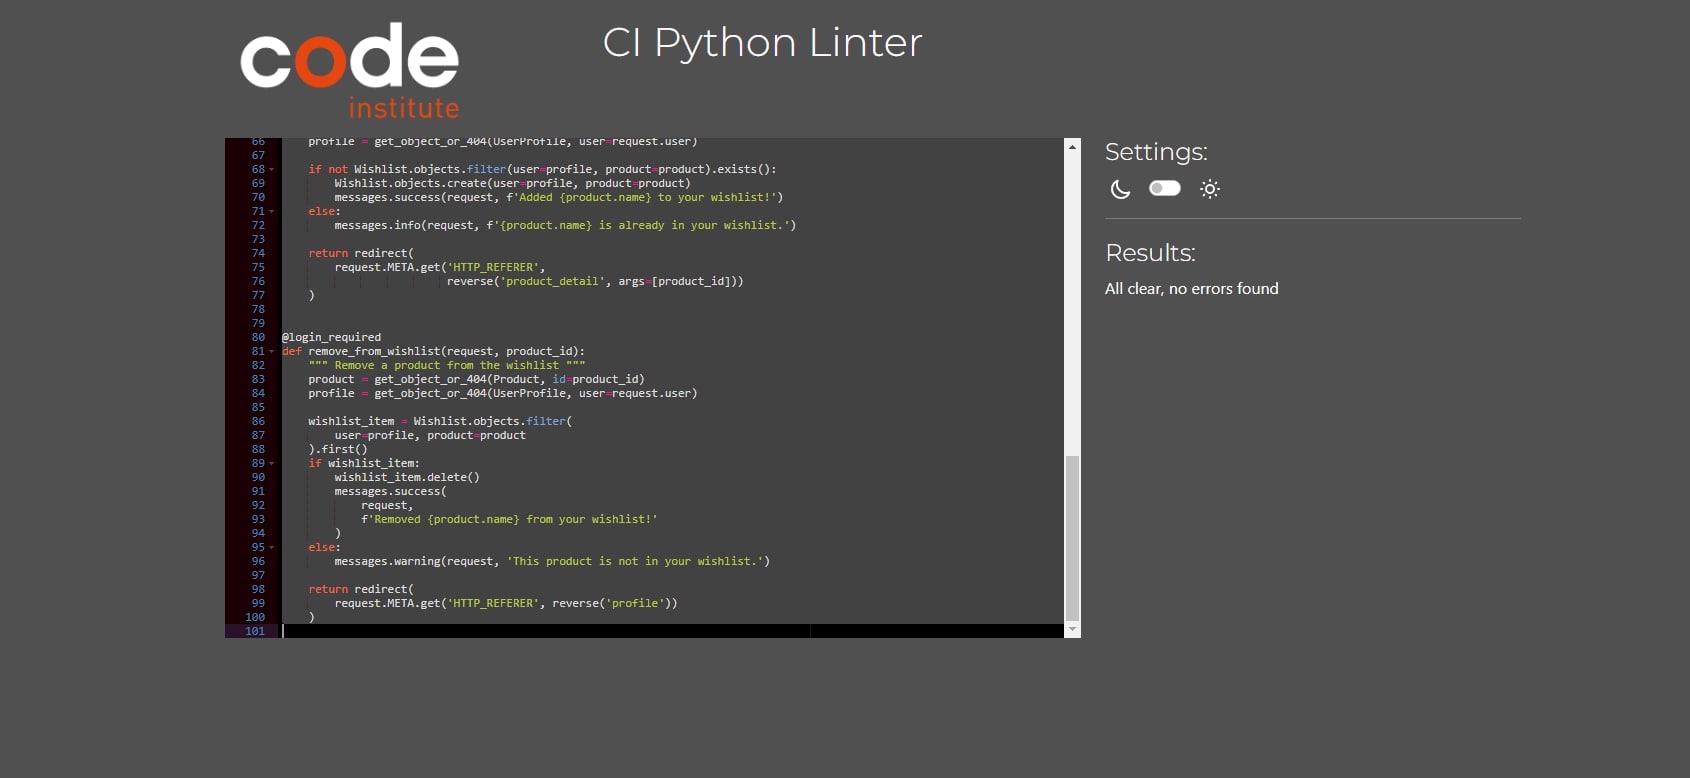 code
institute
CI Python Linter
66     profile = get_object_or_404(UserProfile, user=request.user)
67
68     if not Wishlist.objects.filter(user=profile, product=product).exists():
69         Wishlist.objects.create(user=profile, product=product)
70         messages.success(request, f'Added {product.name} to your wishlist!')
71     else:
72         messages.info(request, f'{product.name} is already in your wishlist.')
73
74     return redirect(
75         request.META.get('HTTP_REFERER',
76                          reverse('product_detail', args=[product_id]))
77     )
78
79
80 @login_required
81 def remove_from_wishlist(request, product_id):
82     """ Remove a product from the wishlist """
83     product = get_object_or_404(Product, id=product_id)
84     profile = get_object_or_404(UserProfile, user=request.user)
85
86     wishlist_item = Wishlist.objects.filter(
87         user=profile, product=product
88     ).first()
89     if wishlist_item:
90         wishlist_item.delete()
91         messages.success(
92             request,
93             f'Removed {product.name} from your wishlist!'
94         )
95     else:
96         messages.warning(request, 'This product is not in your wishlist.')
97
98     return redirect(
99         request.META.get('HTTP_REFERER', reverse('profile'))
100     )
101
Settings:
Results:
All clear, no errors found